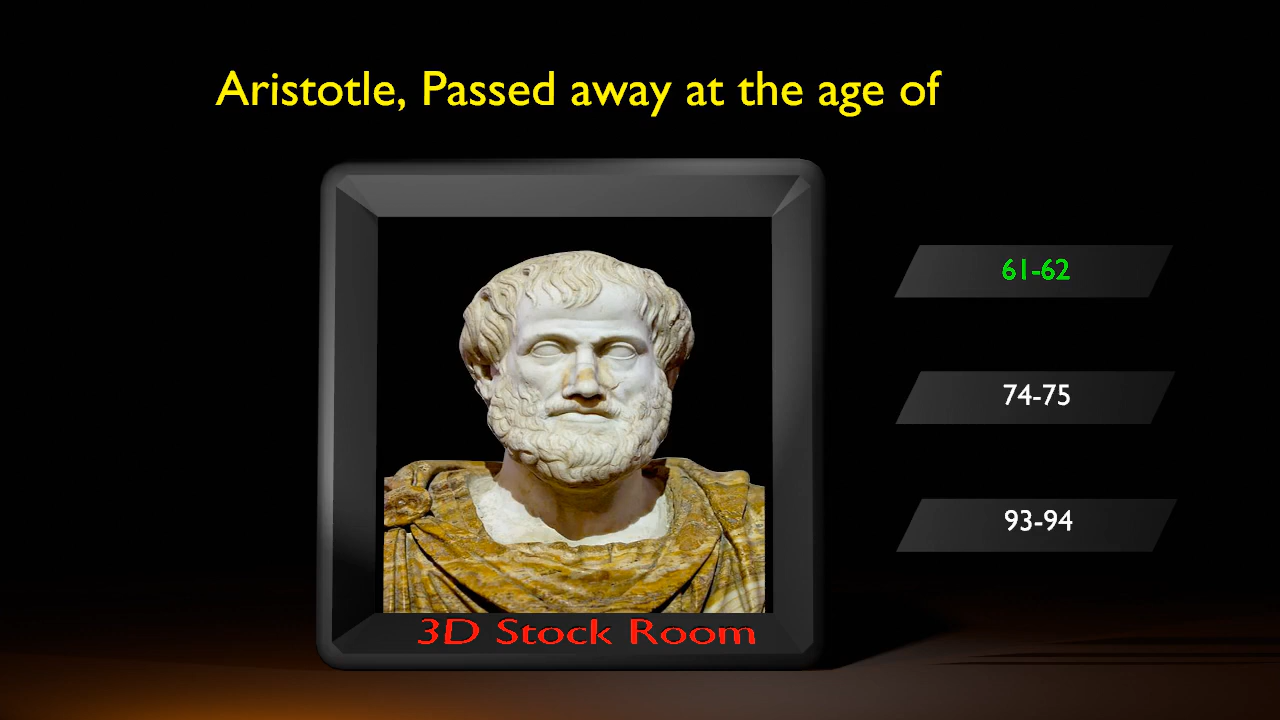 Aristotle, Passed away at the age of
61-62
74-75
93-94
3D Stock Room